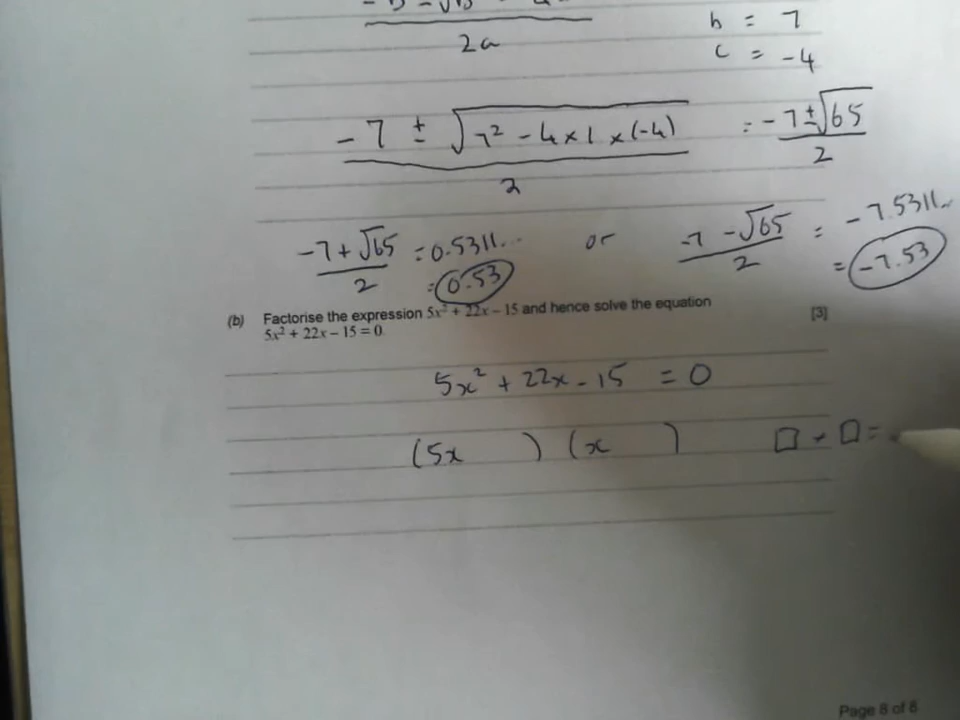 2a
b = 7
c = -4
-7 ± √7² - 4×1×(-4)
2
= -7±√65
2
-7+√65
2
= 0.5311...
= 0.53
or
-7 -√65
2
= -7.5311..
= -7.53
(b) Factorise the expression 5x² + 22x – 15 and hence solve the equation [3]
5x² + 22x – 15 = 0.
5x² + 22x - 15 = 0
(5x ) (x ) □ + □ =
Page 8 of 8